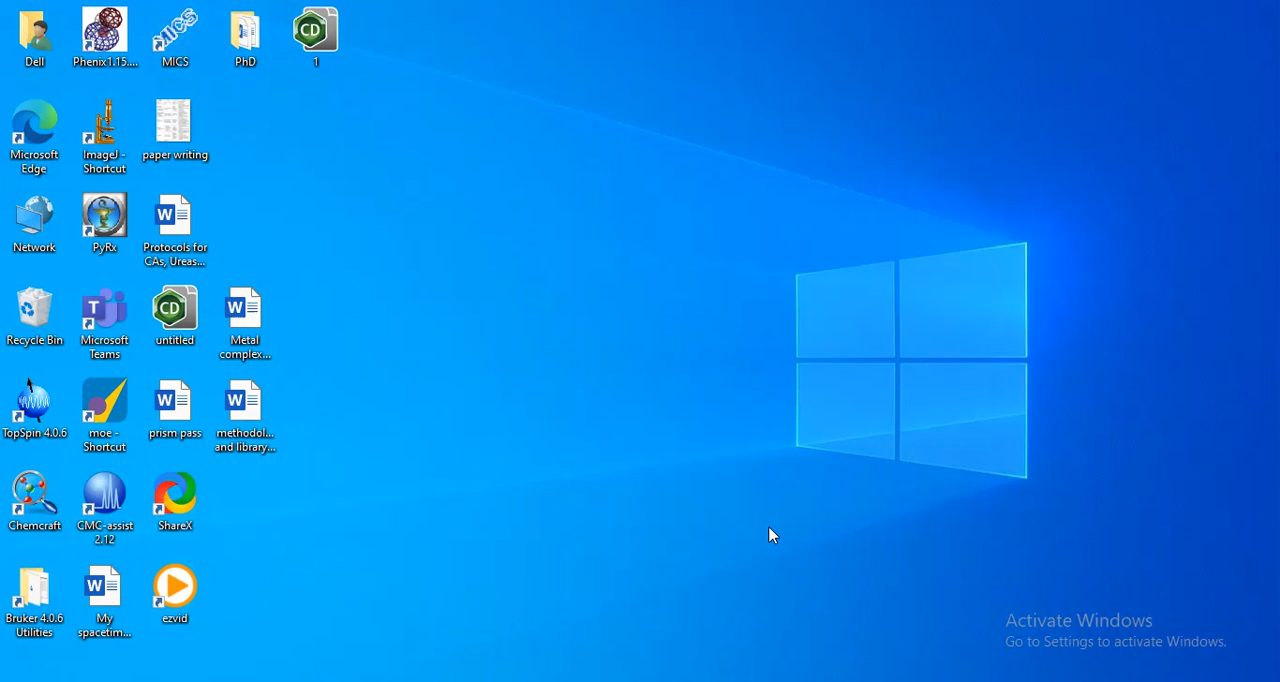 Dell
Phenix1.15....
MICS
PhD
CD
1
Microsoft
Edge
ImageJ -
Shortcut
paper writing
Network
PyRx
W
Protocols for
CAs, Ureas...
Recycle Bin
T
Microsoft
Teams
CD
untitled
W
Metal
complex...
TopSpin 4.0.6
moe -
Shortcut
W
prism pass
W
methodol...
and library...
Chemcraft
CMC-assist
2.12
ShareX
Bruker 4.0.6
Utilities
W
My
spacetim...
ezvid
Activate Windows
Go to Settings to activate Windows.